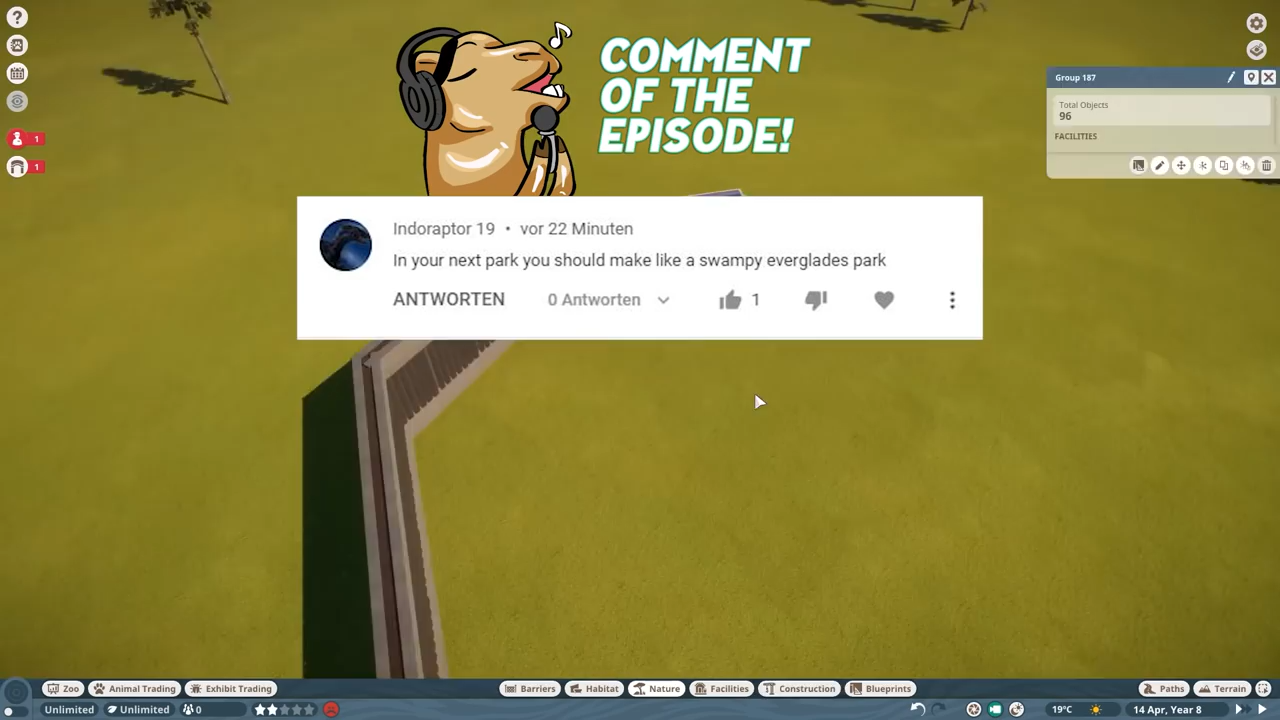 COMMENT
OF THE
EPISODE!
Group 187
Total Objects
96
FACILITIES
1
1
Indoraptor 19 • vor 22 Minuten
In your next park you should make like a swampy everglades park
ANTWORTEN 0 Antworten 1
Zoo Animal Trading Exhibit Trading Barriers Habitat Nature Facilities Construction Blueprints Paths Terrain
Unlimited Unlimited 0 19°C 14 Apr, Year 8